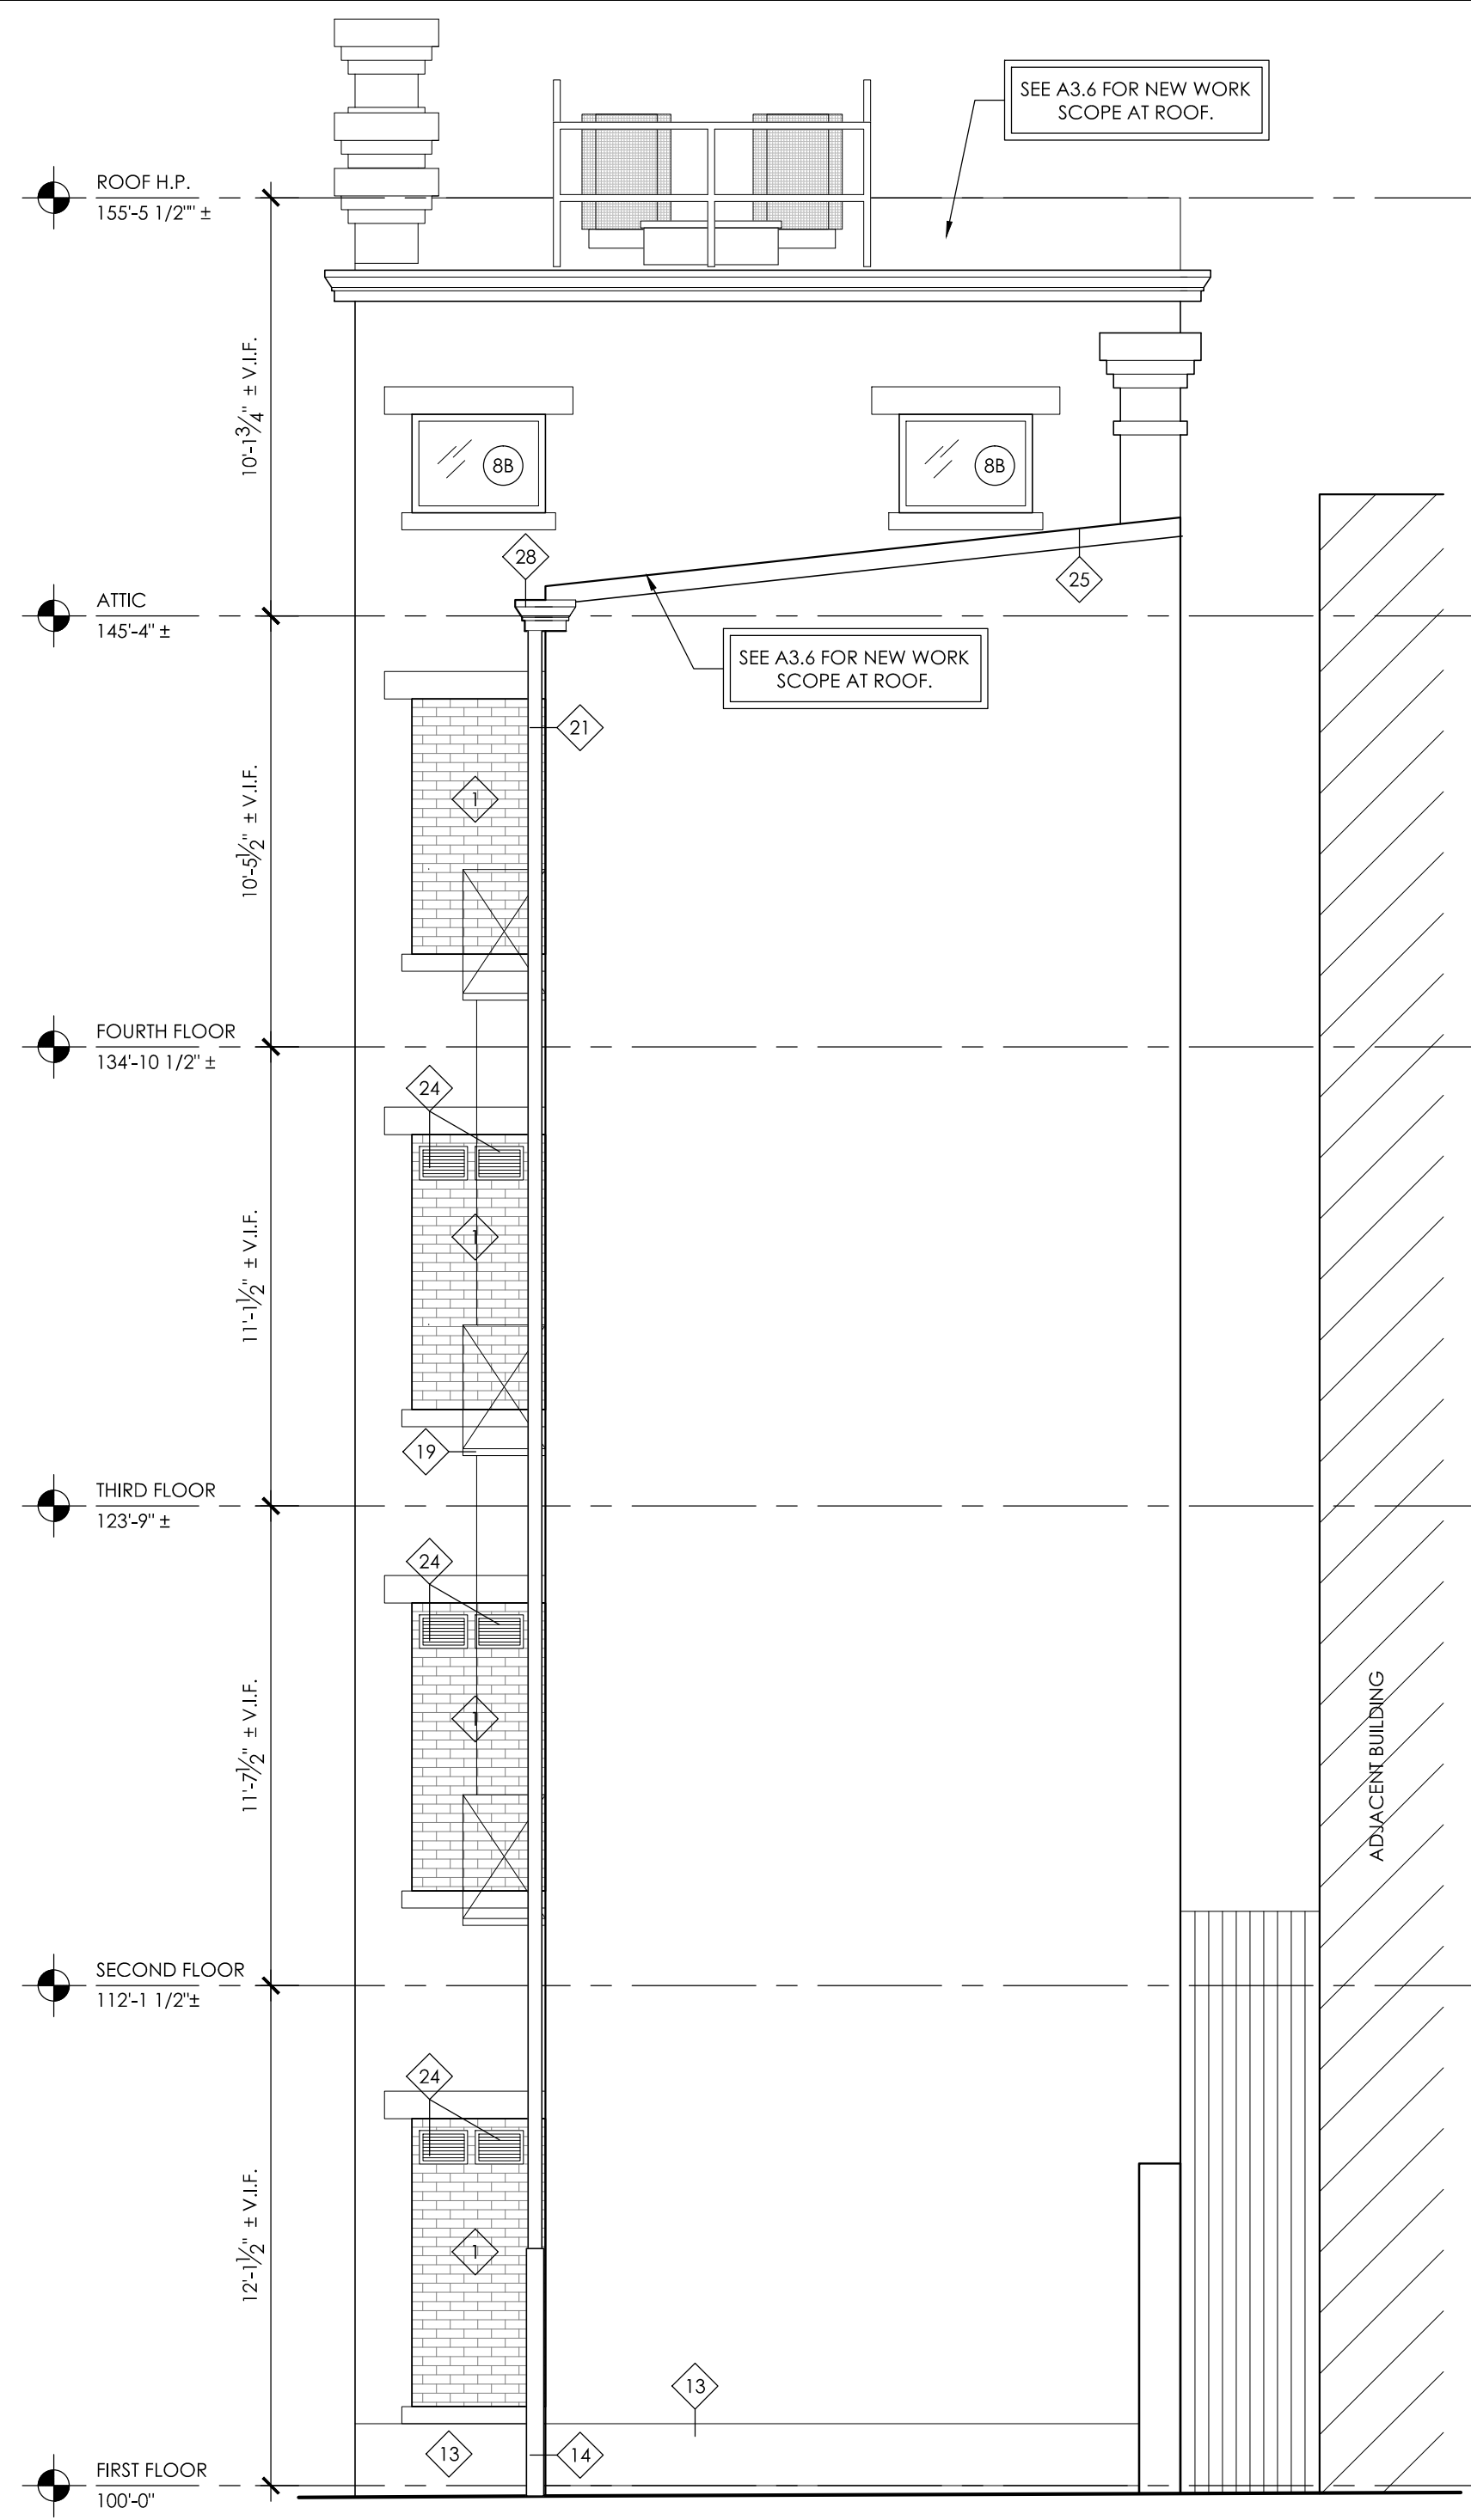 SEE A3.6 FOR NEW WORK
SCOPE AT ROOF.
ROOF H.P.
155'-5 1/2"" ±
10'-1 3/4" ± V.I.F.
8B
8B
28
25
ATTIC
145'-4" ±
SEE A3.6 FOR NEW WORK
SCOPE AT ROOF.
21
1
10'-5 1/2" ± V.I.F.
FOURTH FLOOR
134'-10 1/2" ±
24
1
11'-1 1/2" ± V.I.F.
19
THIRD FLOOR
123'-9" ±
24
1
11'-7 1/2" ± V.I.F.
ADJACENT BUILDING
SECOND FLOOR
112'-1 1/2"±
24
1
12'-1 1/2" ± V.I.F.
13
13
14
FIRST FLOOR
100'-0"